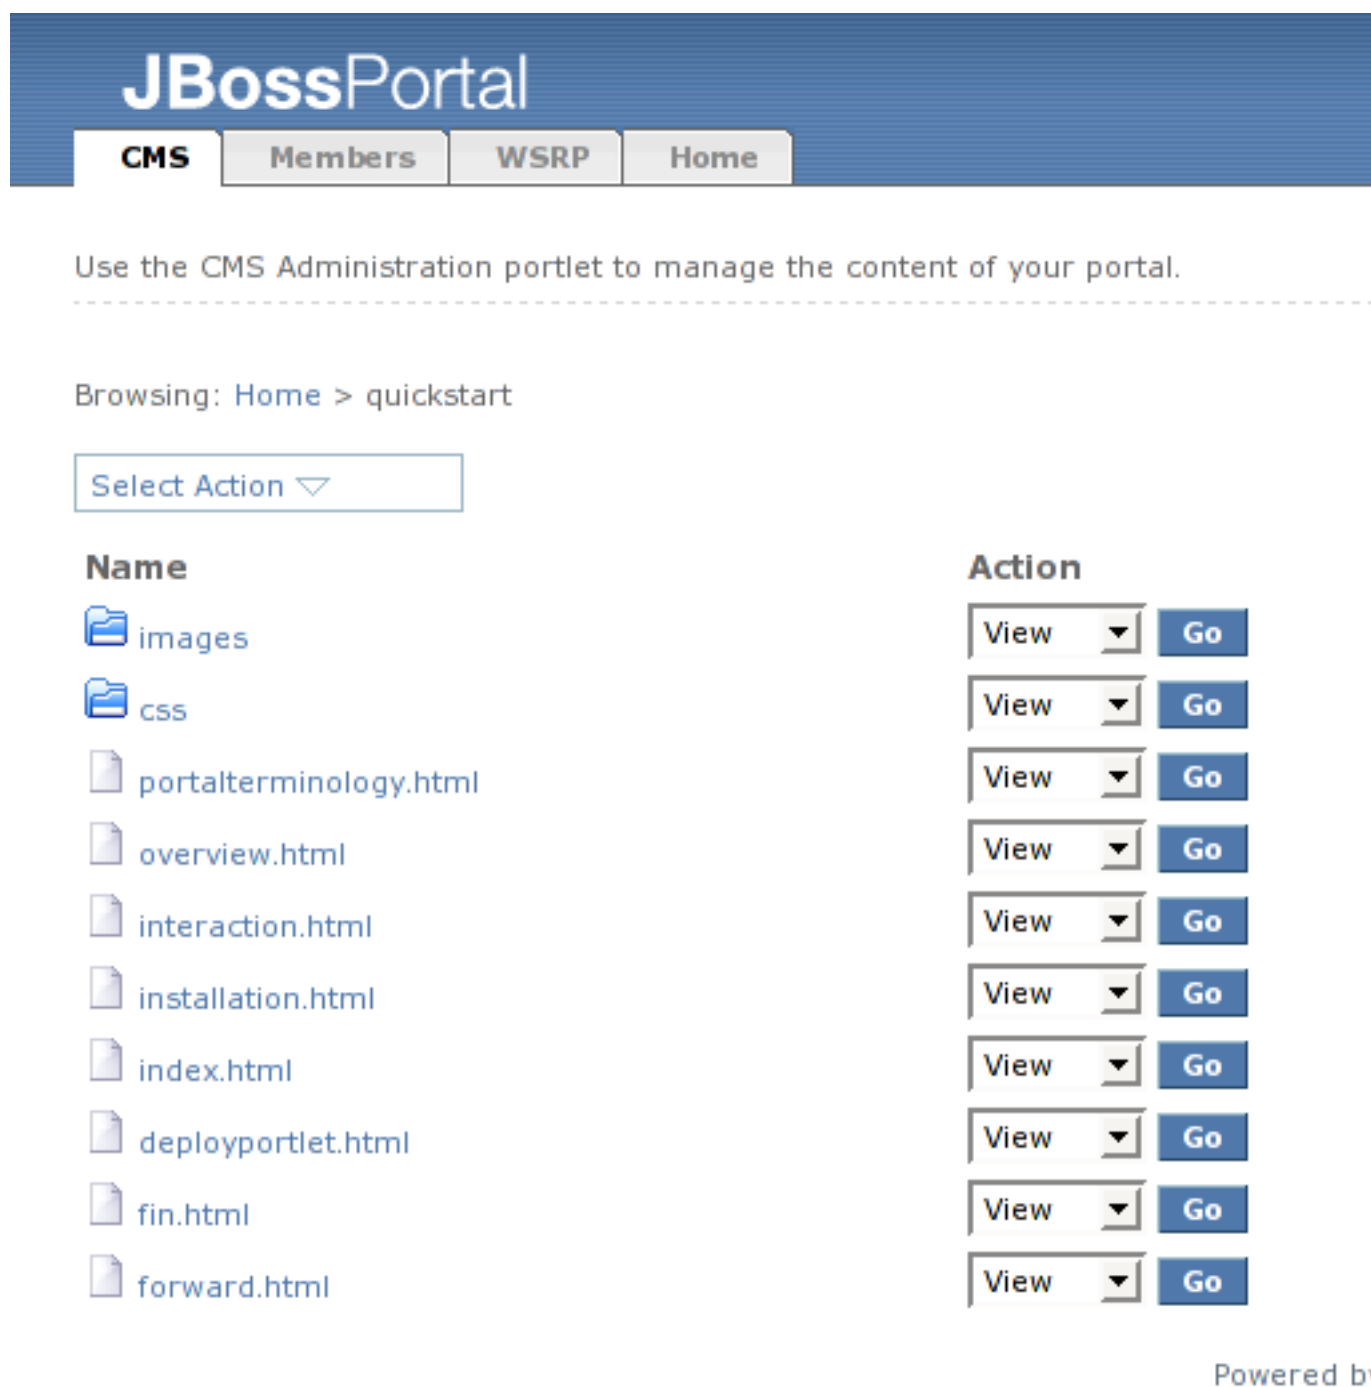 JBossPortal
CMS Members WSRP Home
Use the CMS Administration portlet to manage the content of your portal.
Browsing: Home > quickstart
Select Action
Name Action
images View Go
css View Go
portalterminology.html View Go
overview.html View Go
interaction.html View Go
installation.html View Go
index.html View Go
deployportlet.html View Go
fin.html View Go
forward.html View Go
Powered